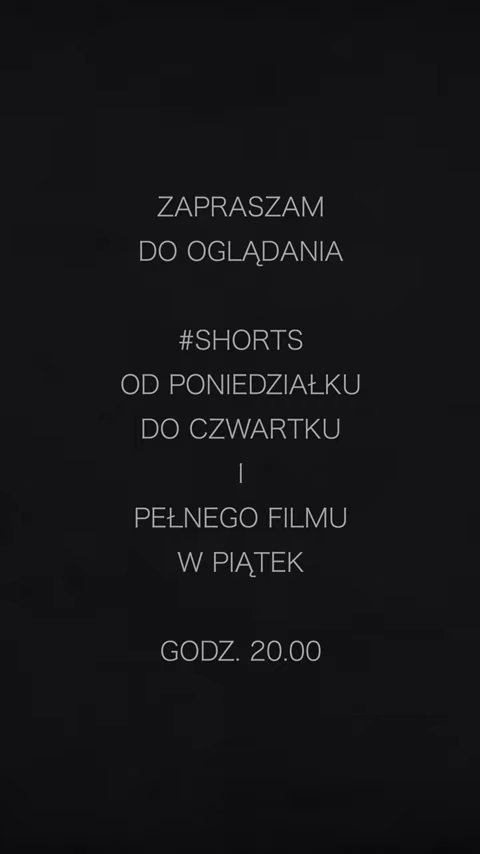 ZAPRASZAM
DO OGLĄDANIA
#SHORTS
OD PONIEDZIAŁKU
DO CZWARTKU
I
PEŁNEGO FILMU
W PIĄTEK
GODZ. 20.00